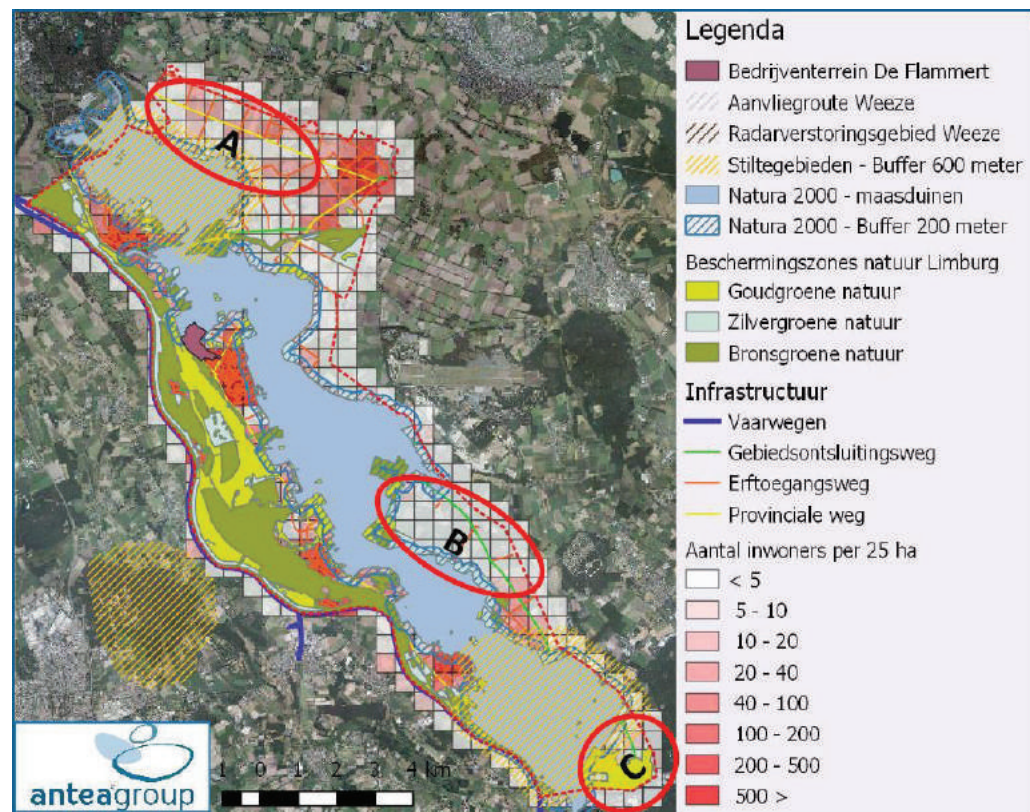 Legenda
Bedrijventerrein De Flammert
Aanvliegroute Weeze
Radarverstoringsgebied Weeze
Stiltegebieden - Buffer 600 meter
Natura 2000 - maasduinen
Natura 2000 - Buffer 200 meter
Beschermingszones natuur Limburg
Goudgroene natuur
Zilvergroene natuur
Bronsgroene natuur
Infrastructuur
Vaarwegen
Gebiedsontsluitingsweg
Erftoegangsweg
Provinciale weg
Aantal inwoners per 25 ha
< 5
5 - 10
10 - 20
20 - 40
40 - 100
100 - 200
200 - 500
500 >
A
B
C
1 0 1 2 3 4 km
anteagroup